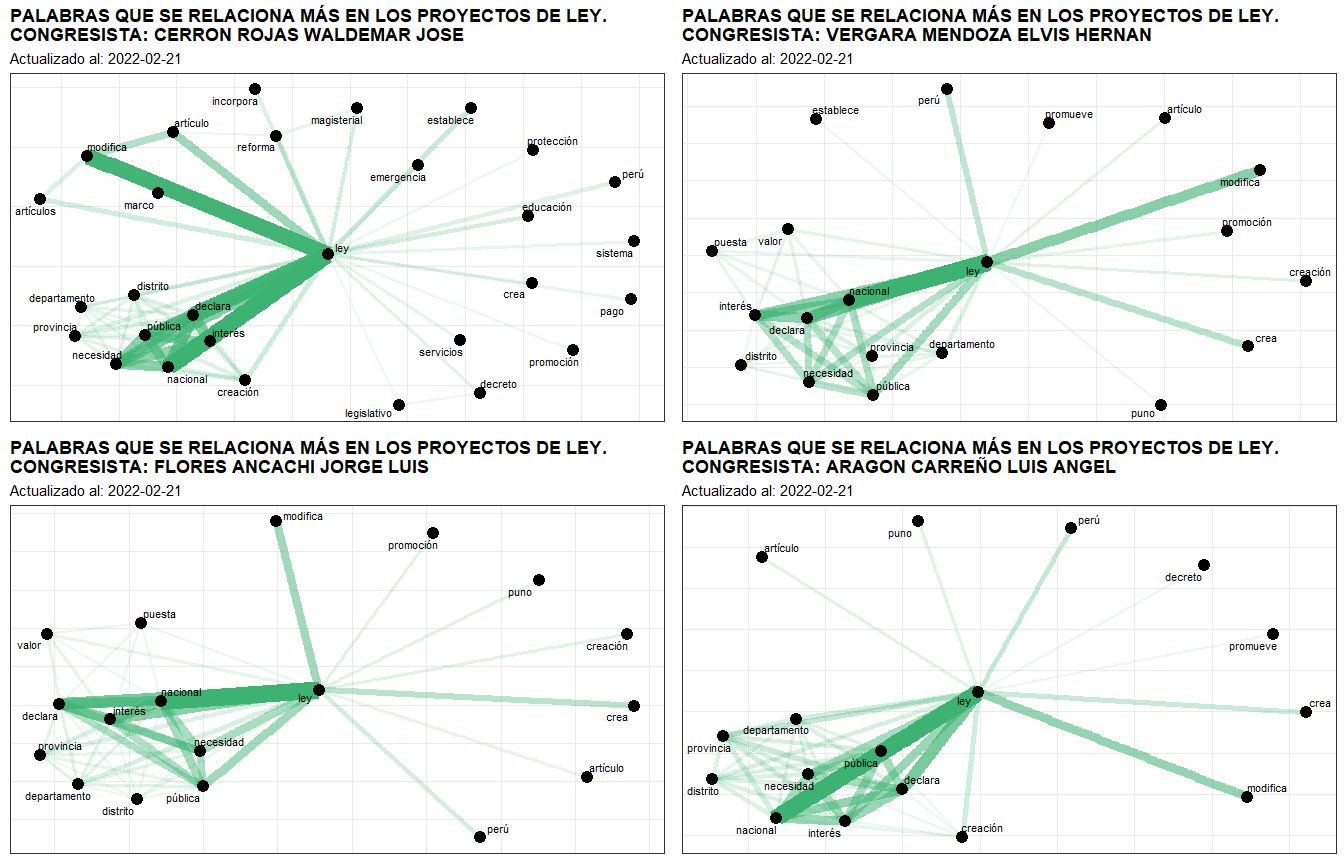 PALABRAS QUE SE RELACIONA MÁS EN LOS PROYECTOS DE LEY.
CONGRESISTA: CERRON ROJAS WALDEMAR JOSE
Actualizado al: 2022-02-21
incorpora
artículo
magisterial
establece
reforma
modifica
protección
emergencia
perú
marco
artículos
educación
ley
sistema
distrito
crea
departamento
declara
pago
provincia
pública
interés
necesidad
servicios
promoción
nacional
creación
decreto
legislativo
PALABRAS QUE SE RELACIONA MÁS EN LOS PROYECTOS DE LEY.
CONGRESISTA: VERGARA MENDOZA ELVIS HERNAN
Actualizado al: 2022-02-21
perú
establece
promueve
artículo
modifica
promoción
puesta
valor
ley
creación
nacional
interés
declara
crea
provincia
departamento
distrito
necesidad
pública
puno
PALABRAS QUE SE RELACIONA MÁS EN LOS PROYECTOS DE LEY.
CONGRESISTA: FLORES ANCACHI JORGE LUIS
Actualizado al: 2022-02-21
modifica
promoción
puno
puesta
valor
creación
nacional
ley
interés
declara
crea
necesidad
provincia
artículo
departamento
pública
distrito
perú
PALABRAS QUE SE RELACIONA MÁS EN LOS PROYECTOS DE LEY.
CONGRESISTA: ARAGON CARREÑO LUIS ANGEL
Actualizado al: 2022-02-21
perú
puno
artículo
decreto
promueve
ley
crea
departamento
provincia
pública
declara
necesidad
distrito
modifica
nacional
interés
creación